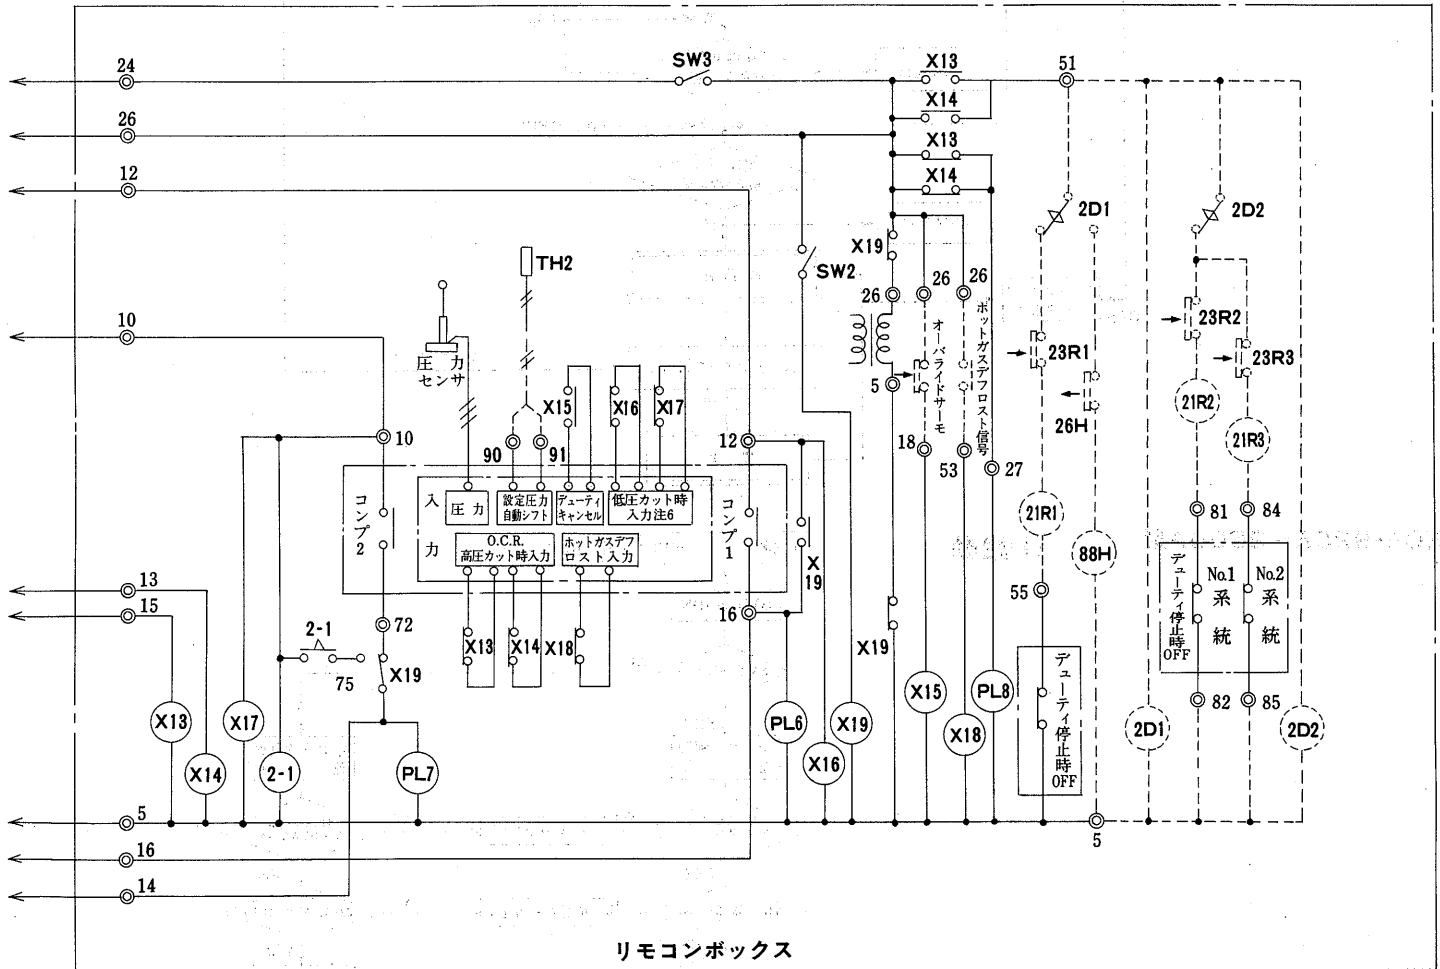 SW3
24
X13
51
X14
26
X13
12
X14
2D1
2D2
X19
SW2
TH2
26
26
26
10
圧力
センサ
オーバライドサーモ
ホットガスデフロスト信号
23R1
23R2
23R3
5
X15
X16
X17
26H
21R2
21R3
10
90
91
12
18
53
27
コンプ2
入力
圧力
設定圧力
自動シフト
デューティ
キャンセル
低圧カット時
入力注6
コンプ1
21R1
81
84
O.C.R.
高圧カット時入力
ホットガスデフ
ロスト入力
X19
88H
13
15
16
55
デューティ停止時OFF
No.1系統
No.2系統
72
2-1
75
X19
X13
X14
X18
X19
デューティ停止時OFF
X13
X17
X14
2-1
PL7
PL6
X19
X16
X15
X18
PL8
82
85
2D1
2D2
5
5
16
14
リモコンボックス